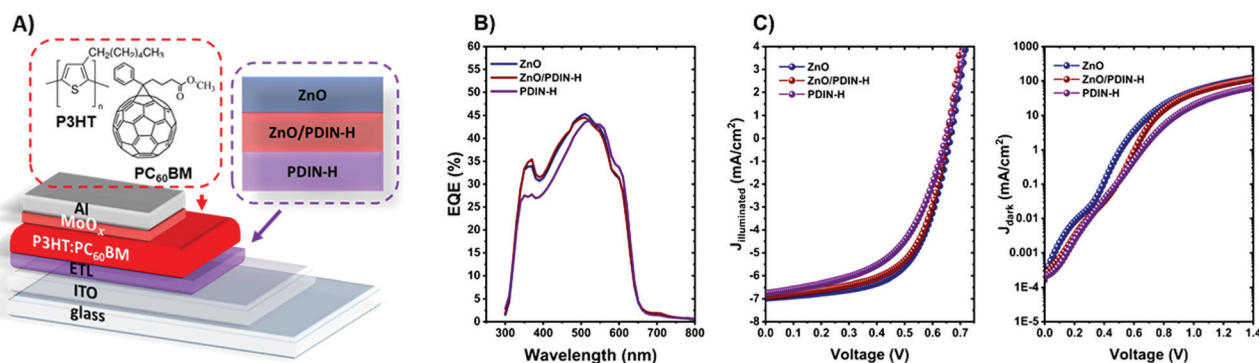 A)
CH₂(CH₂)₄CH₃
S
n
P3HT
O
OCH₃
PC₆₀BM
ZnO
ZnO/PDIN-H
PDIN-H
Al
MoOₓ
P3HT:PC₆₀BM
ETL
ITO
glass
B)
60
55
50
45
40
35
30
25
20
15
10
5
0
EQE (%)
ZnO
ZnO/PDIN-H
PDIN-H
300 400 500 600 700 800
Wavelength (nm)
C)
4
3
2
1
0
-1
-2
-3
-4
-5
-6
-7
-8
J_illuminated (mA/cm²)
ZnO
ZnO/PDIN-H
PDIN-H
0.0 0.1 0.2 0.3 0.4 0.5 0.6 0.7
Voltage (V)
1000
100
10
1
0.1
0.01
0.001
1E-4
1E-5
J_dark (mA/cm²)
ZnO
ZnO/PDIN-H
PDIN-H
0.0 0.2 0.4 0.6 0.8 1.0 1.2 1.4
Voltage (V)